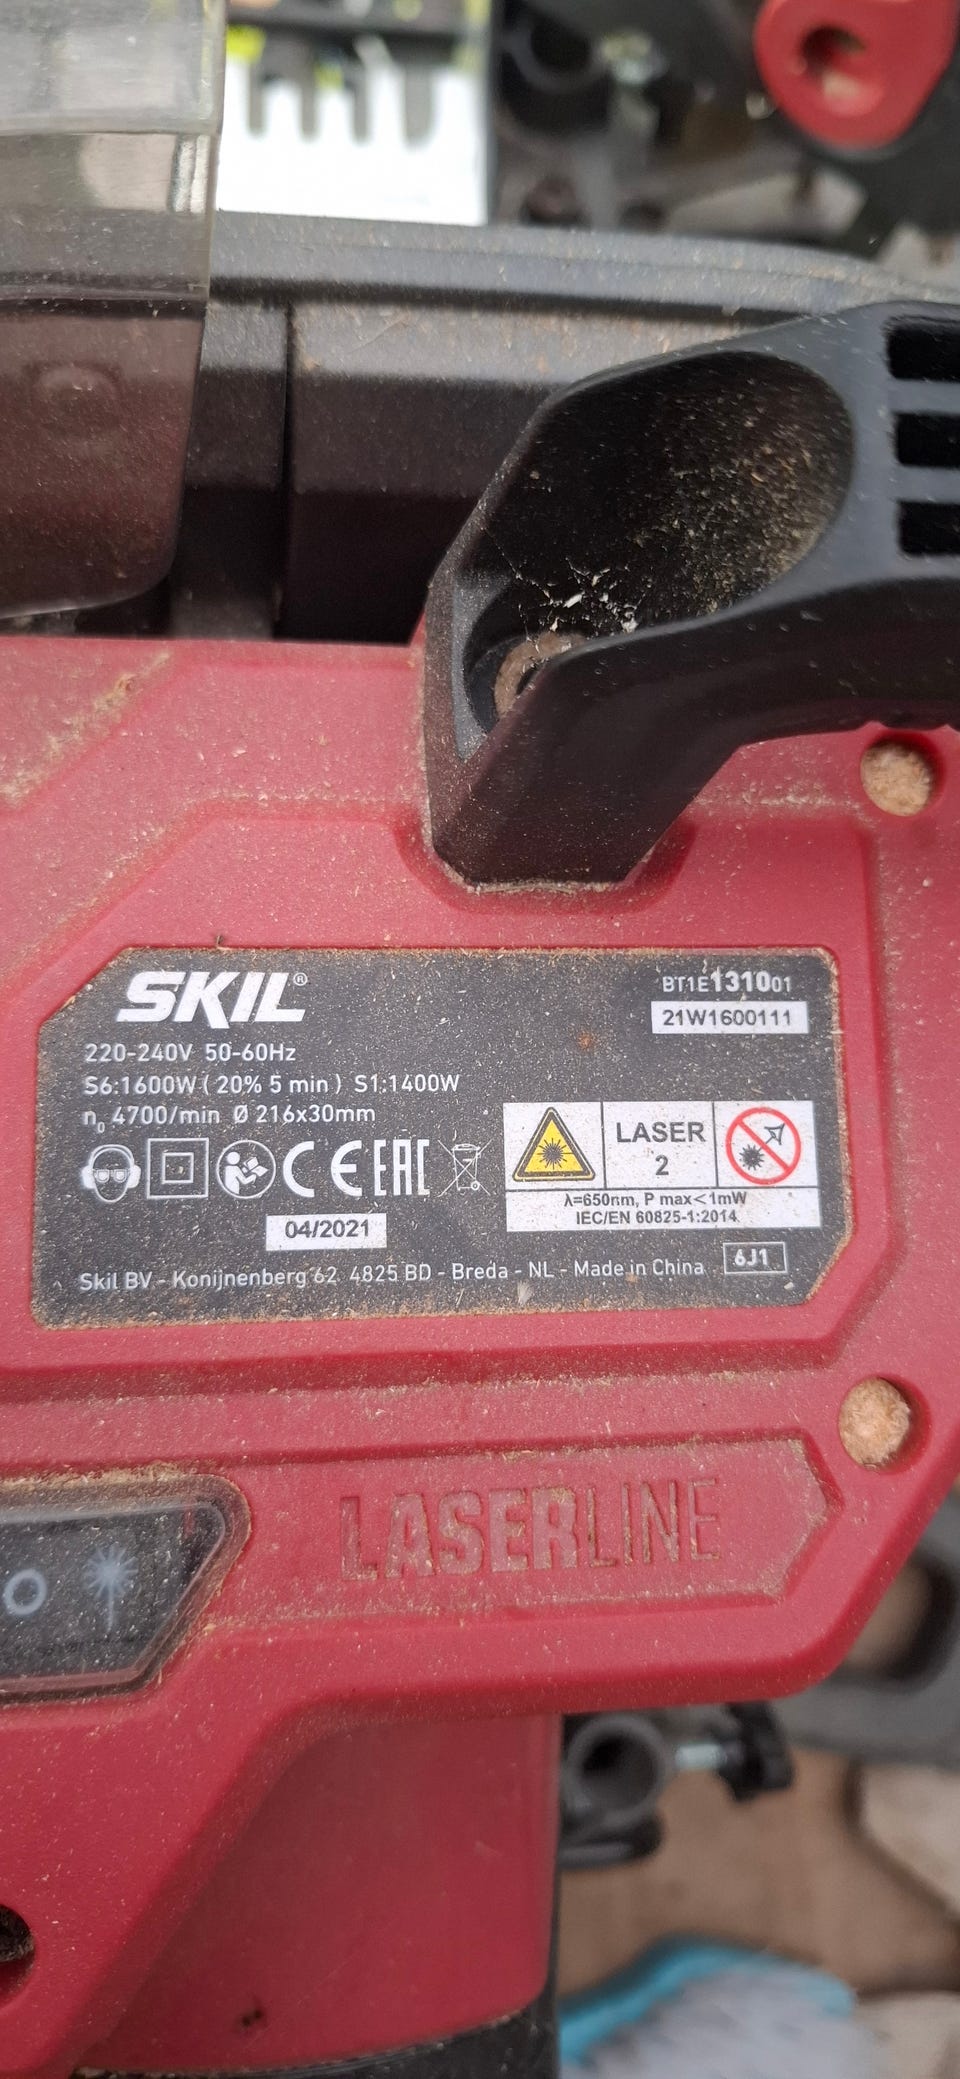 SKIL®
BT1E131001
21W1600111
220-240V 50-60Hz
S6:1600W ( 20% 5 min ) S1:1400W
n0 4700/min Ø 216x30mm
CE EAC
LASER
2
λ=650nm, P max<1mW
IEC/EN 60825-1:2014
04/2021
6J1
Skil BV - Konijnenberg 62 4825 BD - Breda - NL - Made in China
LASERLINE